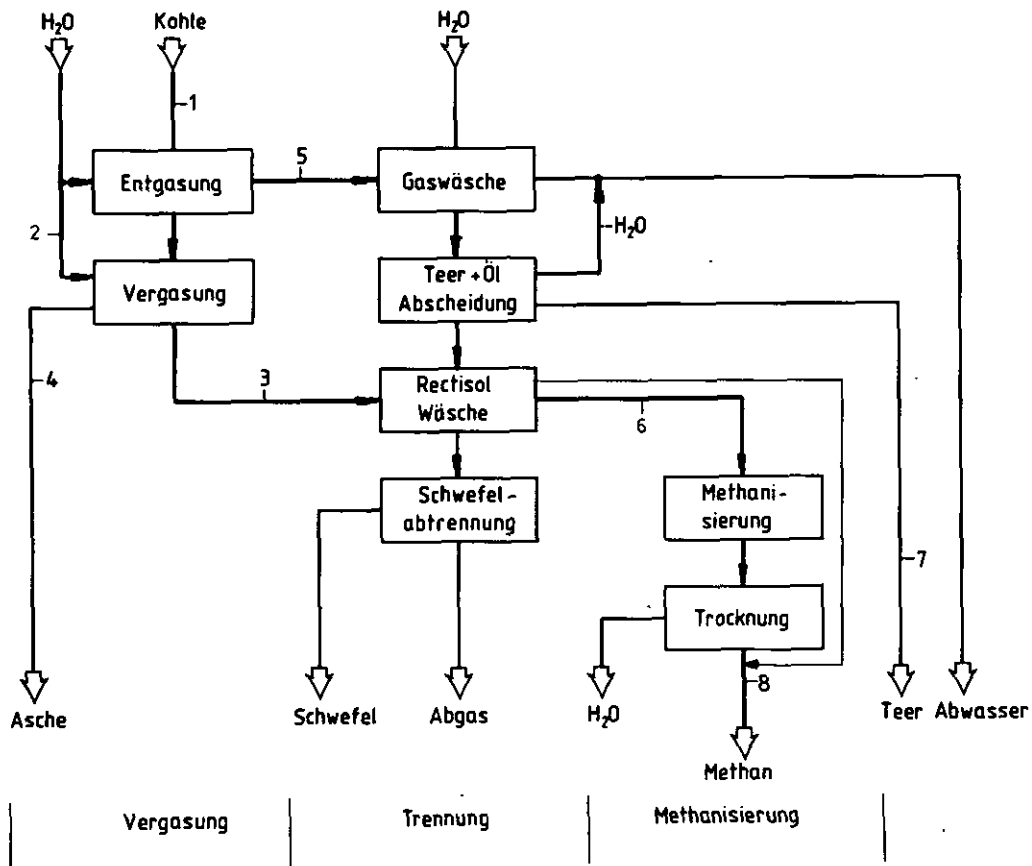 H₂O
Kohle
H₂O
1
Entgasung
5
Gaswäsche
2
H₂O
Vergasung
Teer + Öl
Abscheidung
4
3
Rectisol
Wäsche
6
Schwefel-
abtrennung
Methani-
sierung
7
Trocknung
8
Asche
Schwefel
Abgas
H₂O
Teer
Abwasser
Methan
Vergasung
Trennung
Methanisierung